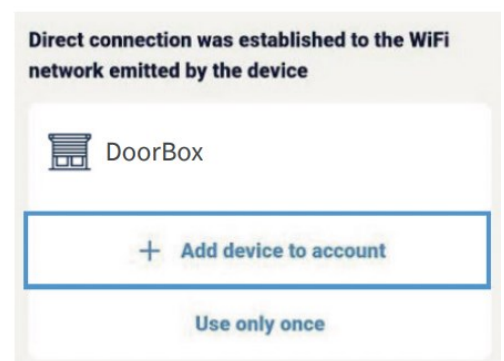 Direct connection was established to the WiFi
network emitted by the device
DoorBox
+ Add device to account
Use only once